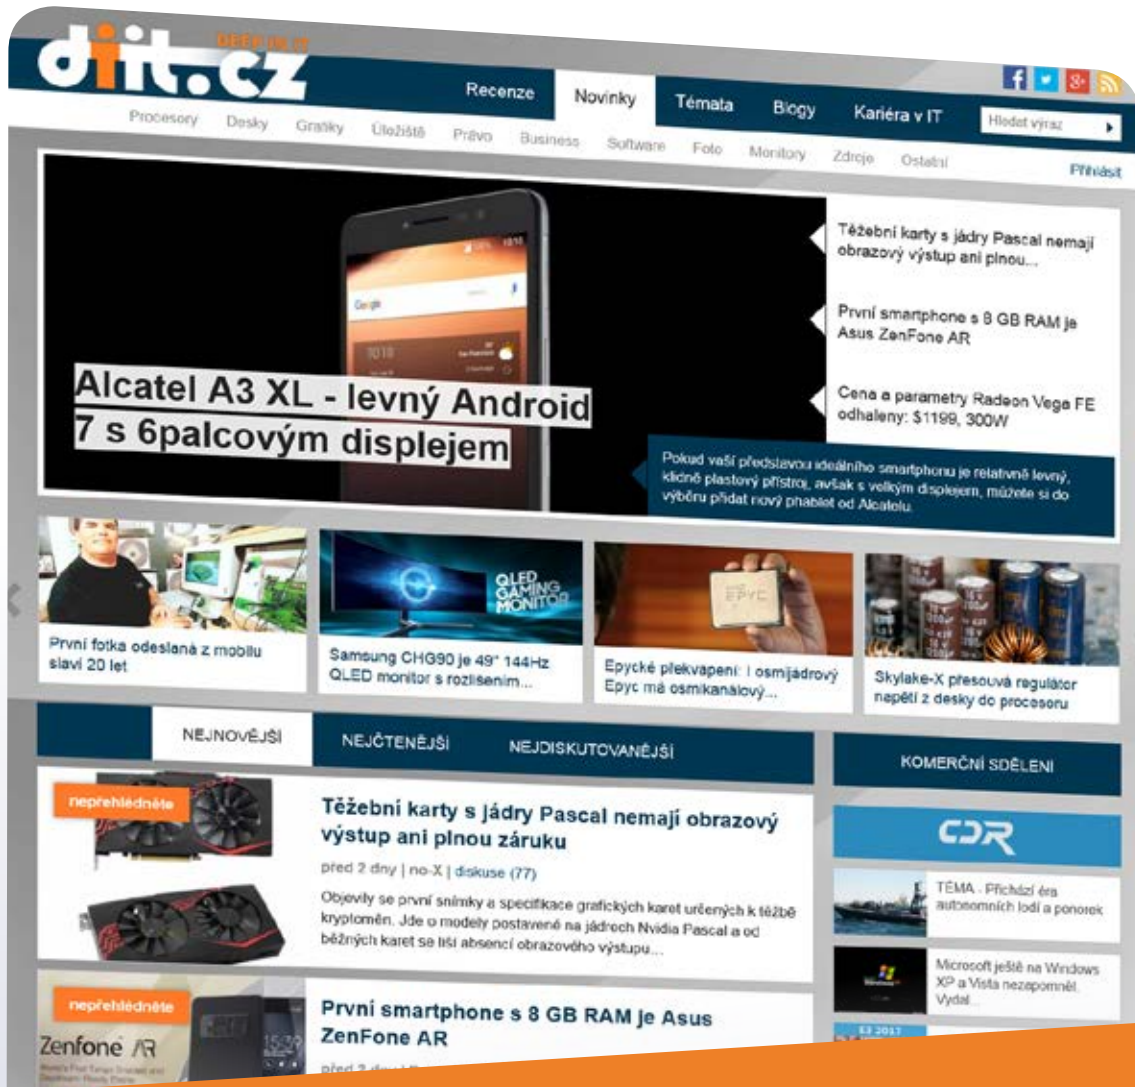 DEEP IN IT
diit.cz
Recenze
Novinky
Témata
Blogy
Kariéra v IT
Hledat výraz
Procesory
Desky
Grafiky
Úložiště
Právo
Business
Software
Foto
Monitory
Zdroje
Ostatní
Přihlásit
10:10
Google
10:10
Alcatel A3 XL - levný Android
7 s 6palcovým displejem
Těžební karty s jádry Pascal nemají
obrazový výstup ani plnou...
První smartphone s 8 GB RAM je
Asus ZenFone AR
Cena a parametry Radeon Vega FE
odhaleny: $1199, 300W
Pokud vaší představou ideálního smartphonu je relativně levný,
klidně plastový přístroj, avšak s velkým displejem, můžete si do
výběru přidat nový phablet od Alcatelu.
QLED
GAMING
MONITOR
EPYC
První fotka odeslaná z mobilu
slaví 20 let
Samsung CHG90 je 49" 144Hz
QLED monitor s rozlišením...
Epycké překvapení: I osmijádrový
Epyc má osmikanálový...
Skylake-X přesouvá regulátor
napětí z desky do procesoru
NEJNOVĚJŠÍ
NEJČTENĚJŠÍ
NEJDISKUTOVANĚJŠÍ
KOMERČNÍ SDĚLENÍ
nepřehlédněte
Těžební karty s jádry Pascal nemají obrazový
výstup ani plnou záruku
před 2 dny | no-X | diskuse (77)
Objevily se první snímky a specifikace grafických karet určených k těžbě
kryptoměn. Jde o modely postavené na jádrech Nvidia Pascal a od
běžných karet se liší absencí obrazového výstupu...
CDR
TÉMA - Přichází éra
autonomních lodí a ponorek
Microsoft ještě na Windows
XP a Vista nezapomněl.
Vydal...
E3 2017
nepřehlédněte
Zenfone AR
15:39
První smartphone s 8 GB RAM je Asus
ZenFone AR